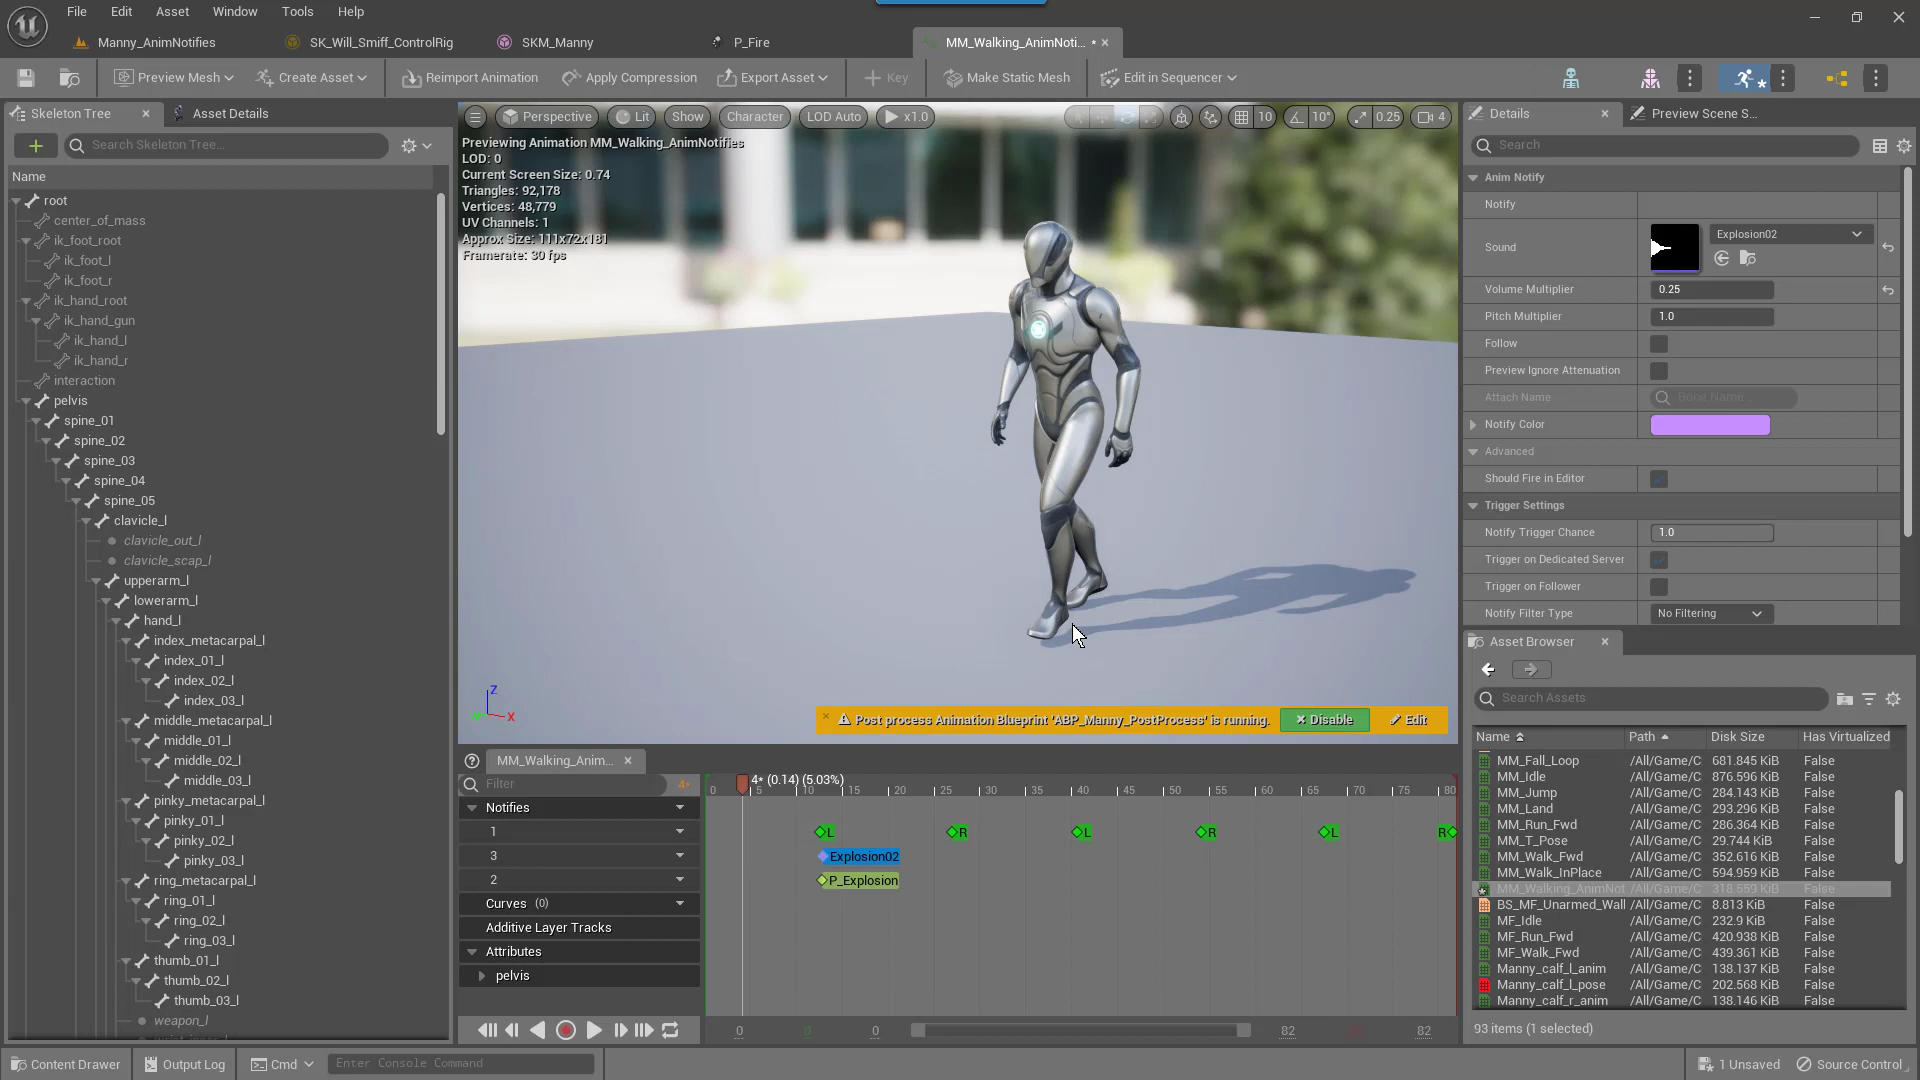 File Edit Asset Window Tools Help
Manny_AnimNotifies SK_Will_Smiff_ControlRig SKM_Manny P_Fire MM_Walking_AnimNoti... *
Preview Mesh Create Asset Reimport Animation Apply Compression Export Asset Key Make Static Mesh Edit in Sequencer
Skeleton Tree Asset Details
Search Skeleton Tree...
Name
root
center_of_mass
ik_foot_root
ik_foot_l
ik_foot_r
ik_hand_root
ik_hand_gun
ik_hand_l
ik_hand_r
interaction
pelvis
spine_01
spine_02
spine_03
spine_04
spine_05
clavicle_l
clavicle_out_l
clavicle_scap_l
upperarm_l
lowerarm_l
hand_l
index_metacarpal_l
index_01_l
index_02_l
index_03_l
middle_metacarpal_l
middle_01_l
middle_02_l
middle_03_l
pinky_metacarpal_l
pinky_01_l
pinky_02_l
pinky_03_l
ring_metacarpal_l
ring_01_l
ring_02_l
ring_03_l
thumb_01_l
thumb_02_l
thumb_03_l
weapon_l
Perspective Lit Show Character LOD Auto x1.0 10 10° 0.25 4
Previewing Animation MM_Walking_AnimNotifies
LOD: 0
Current Screen Size: 0.74
Triangles: 92,178
Vertices: 48,779
UV Channels: 1
Approx Size: 111x72x181
Framerate: 30 fps
Z
X
Post process Animation Blueprint 'ABP_Manny_PostProcess' is running. Disable Edit
MM_Walking_Anim...
Filter 4*
4* (0.14) (5.03%)
0 5 10 15 20 25 30 35 40 45 50 55 60 65 70 75 80
Notifies
1 L R L R L R
3 Explosion02
2 P_Explosion
Curves (0)
Additive Layer Tracks
Attributes
pelvis
0 0 0 82 82
Details Preview Scene S...
Search
Anim Notify
Notify
Sound Explosion02
Volume Multiplier 0.25
Pitch Multiplier 1.0
Follow
Preview Ignore Attenuation
Attach Name Bone Name...
Notify Color
Advanced
Should Fire in Editor
Trigger Settings
Notify Trigger Chance 1.0
Trigger on Dedicated Server
Trigger on Follower
Notify Filter Type No Filtering
Asset Browser
Search Assets
Name Path Disk Size Has Virtualized
MM_Fall_Loop /All/Game/C 681.845 KiB False
MM_Idle /All/Game/C 876.596 KiB False
MM_Jump /All/Game/C 284.143 KiB False
MM_Land /All/Game/C 293.296 KiB False
MM_Run_Fwd /All/Game/C 286.364 KiB False
MM_T_Pose /All/Game/C 29.744 KiB False
MM_Walk_Fwd /All/Game/C 352.616 KiB False
MM_Walk_InPlace /All/Game/C 594.959 KiB False
MM_Walking_AnimNot /All/Game/C 318.559 KiB False
BS_MF_Unarmed_Wall /All/Game/C 8.813 KiB False
MF_Idle /All/Game/C 232.9 KiB False
MF_Run_Fwd /All/Game/C 420.938 KiB False
MF_Walk_Fwd /All/Game/C 439.361 KiB False
Manny_calf_l_anim /All/Game/C 138.137 KiB False
Manny_calf_l_pose /All/Game/C 202.568 KiB False
Manny_calf_r_anim /All/Game/C 138.146 KiB False
93 items (1 selected)
Content Drawer Output Log Cmd Enter Console Command 1 Unsaved Source Control